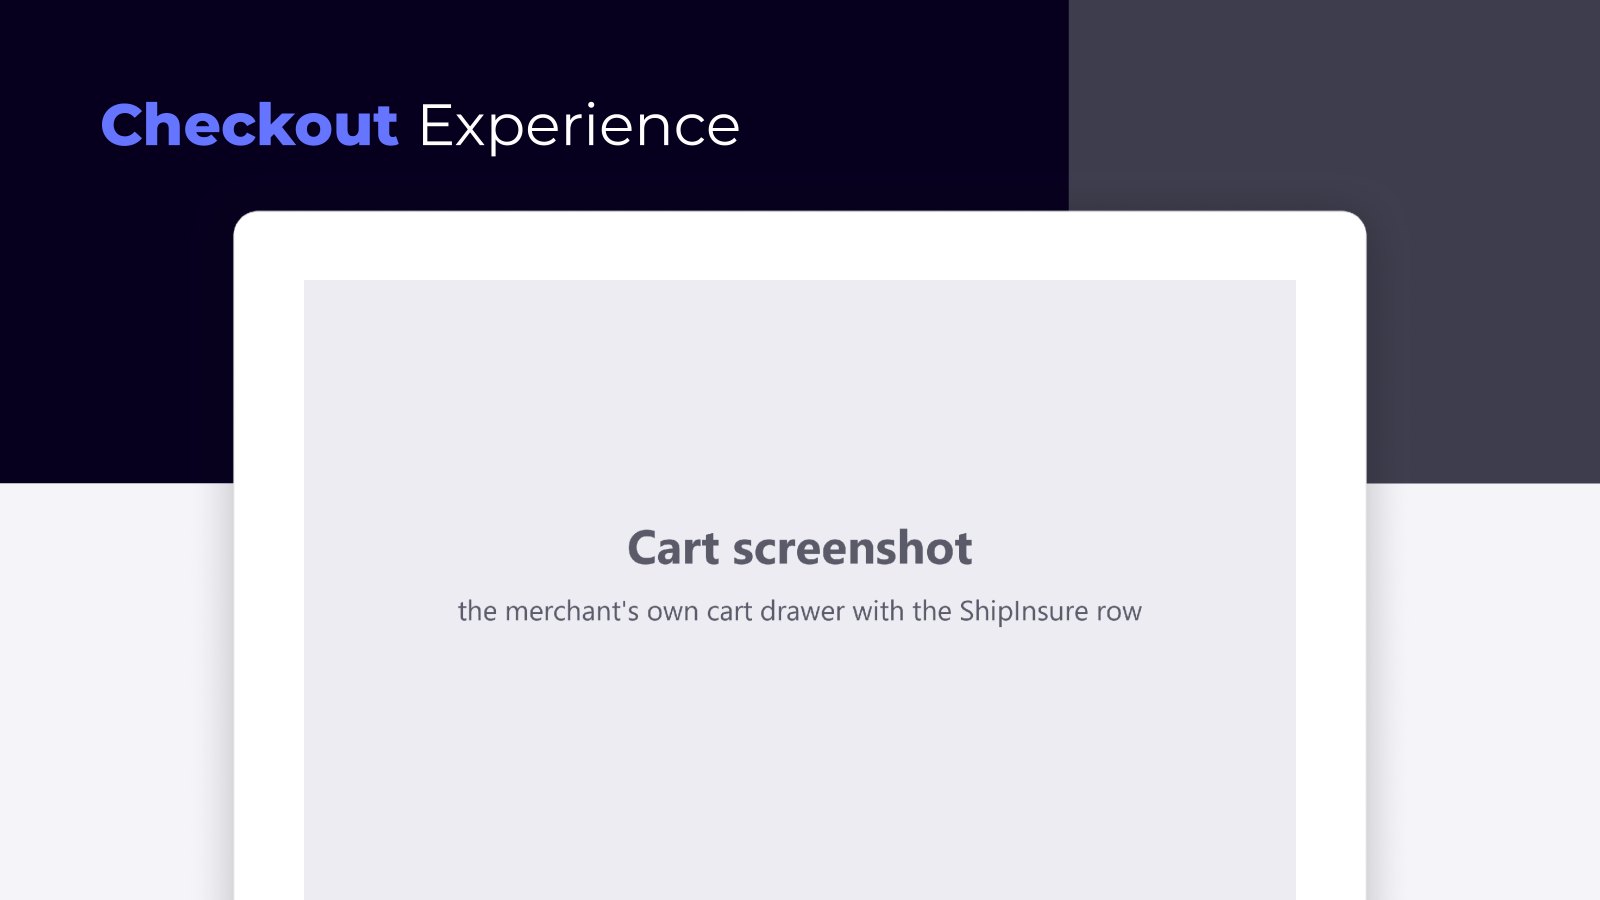 Checkout Experience
Cart screenshot
the merchant's own cart drawer with the ShipInsure row